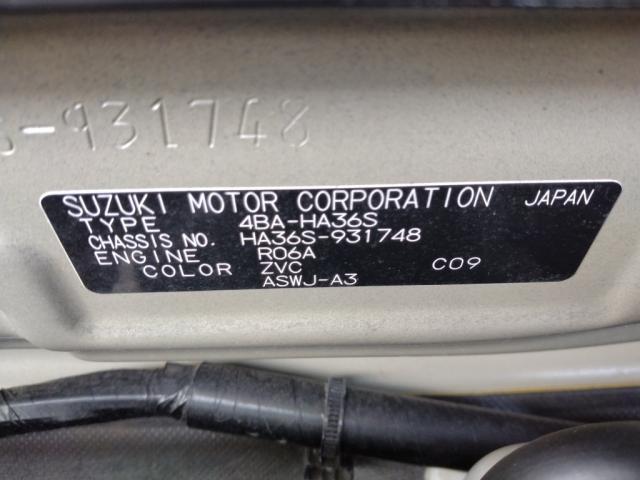 S-931748
SUZUKI MOTOR CORPORATION JAPAN
TYPE 4BA-HA36S
CHASSIS NO. HA36S-931748
ENGINE R06A
COLOR ZVC C09
ASWJ-A3